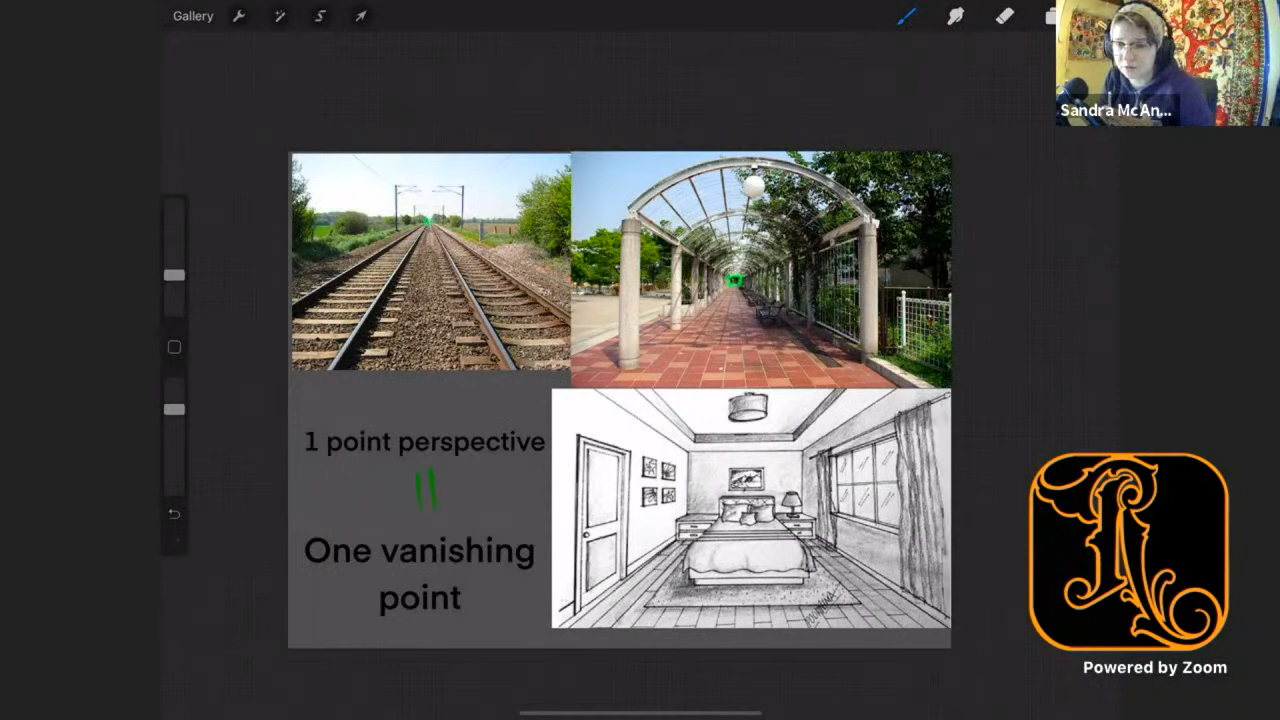 Gallery
Sandra McAn...
1 point perspective
One vanishing
point
Powered by Zoom